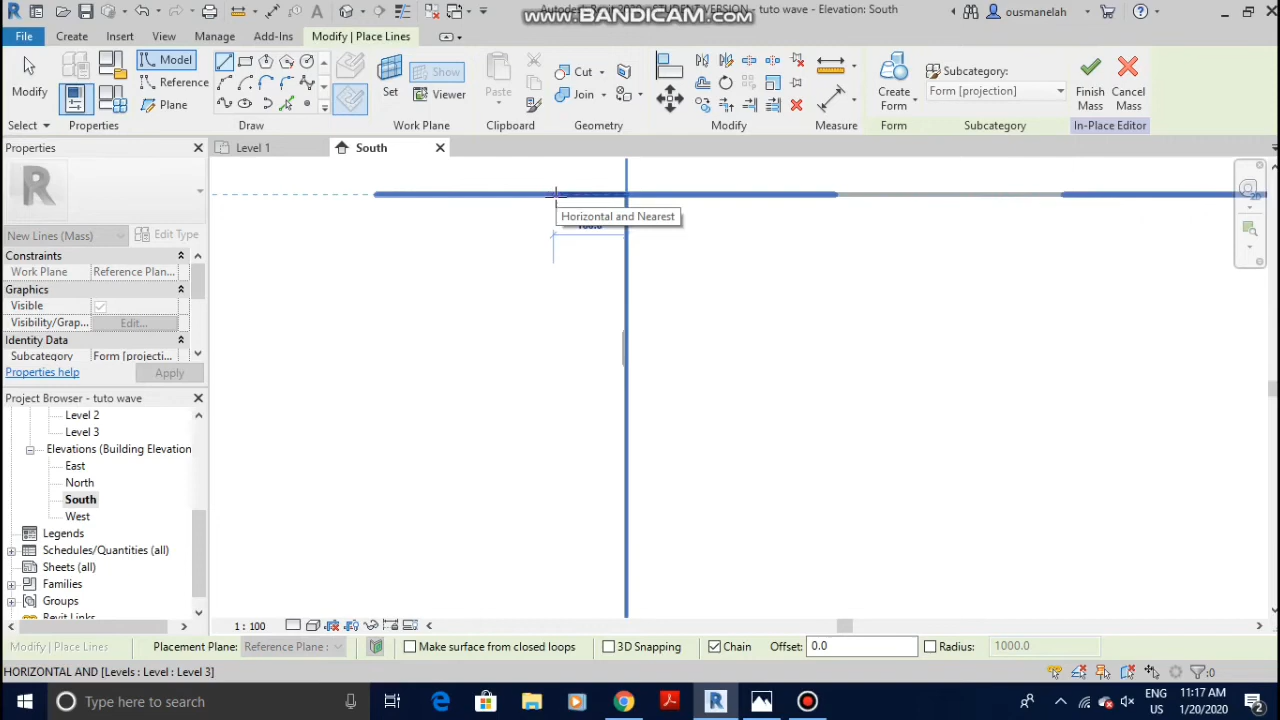 www.BANDICAM.com
STUDENT VERSION - tuto wave - Elevation: South
ousmanelah
File
Create
Insert
View
Manage
Add-Ins
Modify | Place Lines
Modify
Model
Reference
Plane
Set
Show
Viewer
Paste
Cut
Join
Create
Form
Subcategory:
Form [projection]
Finish
Mass
Cancel
Mass
Select
Properties
Draw
Work Plane
Clipboard
Geometry
Modify
Measure
Form
Subcategory
In-Place Editor
Properties
Level 1
South
New Lines (Mass)
Edit Type
Constraints
Work Plane
Reference Plan...
Graphics
Visible
Visibility/Grap...
Edit...
Identity Data
Subcategory
Form [projecti...
Properties help
Apply
Horizontal and Nearest
2D
Project Browser - tuto wave
Level 2
Level 3
Elevations (Building Elevation
East
North
South
West
Legends
Schedules/Quantities (all)
Sheets (all)
Families
Groups
Revit Links
1 : 100
Modify | Place Lines
Placement Plane:
Reference Plane :
Make surface from closed loops
3D Snapping
Chain
Offset:
0.0
Radius:
1000.0
HORIZONTAL AND [Levels : Level : Level 3]
:0
Type here to search
ENG
US
11:17 AM
1/20/2020
2